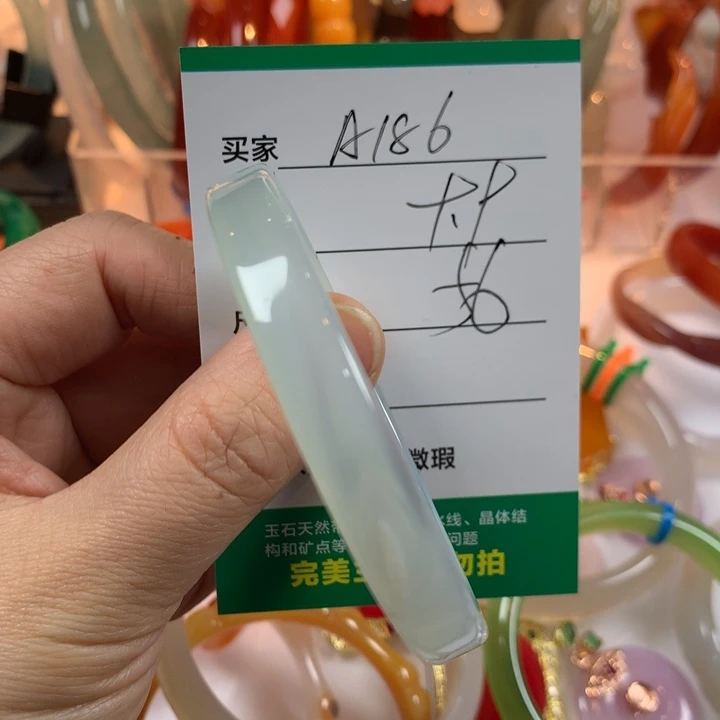 买家 A186
微瑕
玉石天然 水线、晶体结
构和矿点等 问题
完美主 勿拍